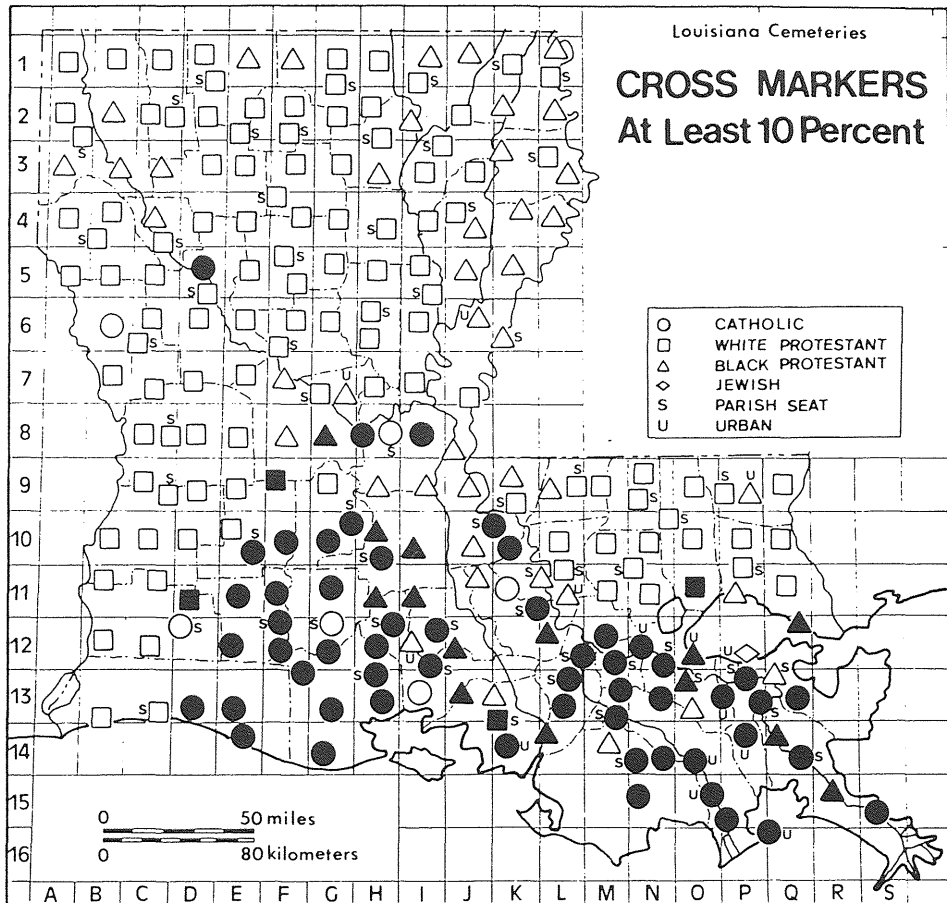 Louisiana Cemeteries
CROSS MARKERS
At Least 10 Percent
CATHOLIC
WHITE PROTESTANT
BLACK PROTESTANT
JEWISH
S PARISH SEAT
U URBAN
1
2
3
4
5
6
7
8
9
10
11
12
13
14
15
16
0 50 miles
0 80 kilometers
A B C D E F G H I J K L M N O P Q R S